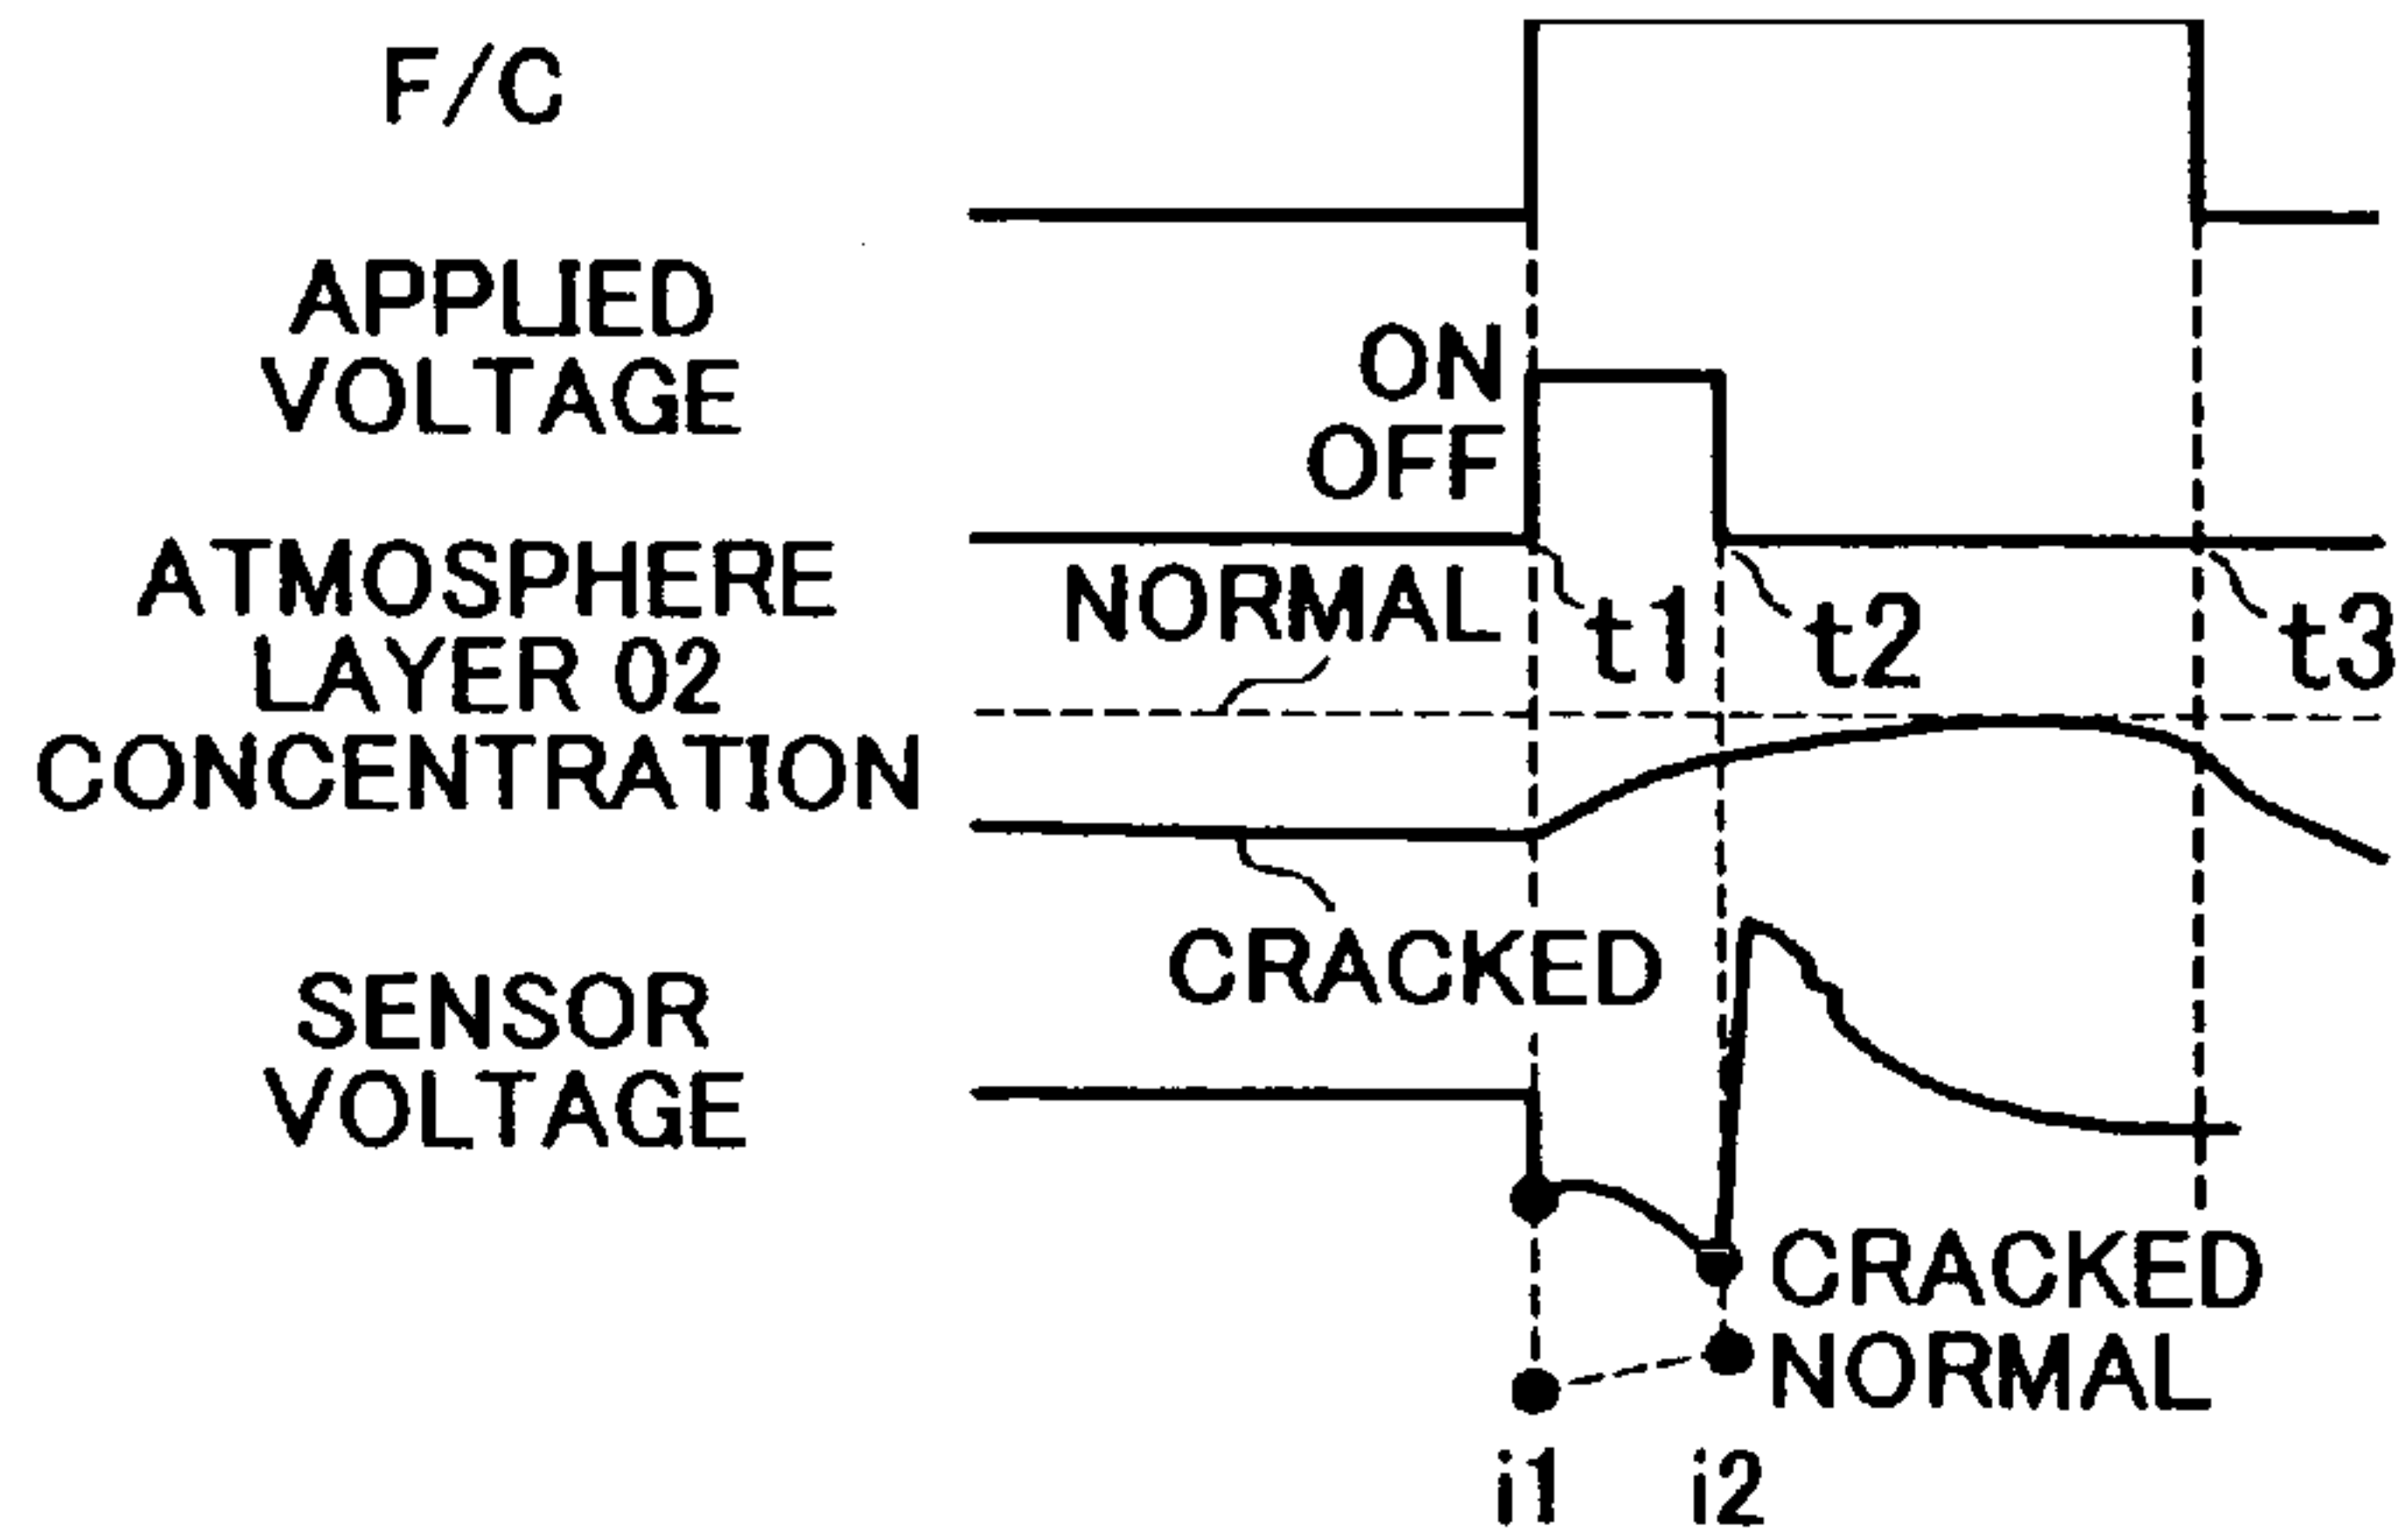 F/C
APPLIED
VOLTAGE
ON
OFF
ATMOSPHERE
LAYER 02
CONCENTRATION
NORMAL
t1
t2
t3
CRACKED
SENSOR
VOLTAGE
CRACKED
NORMAL
i1
i2